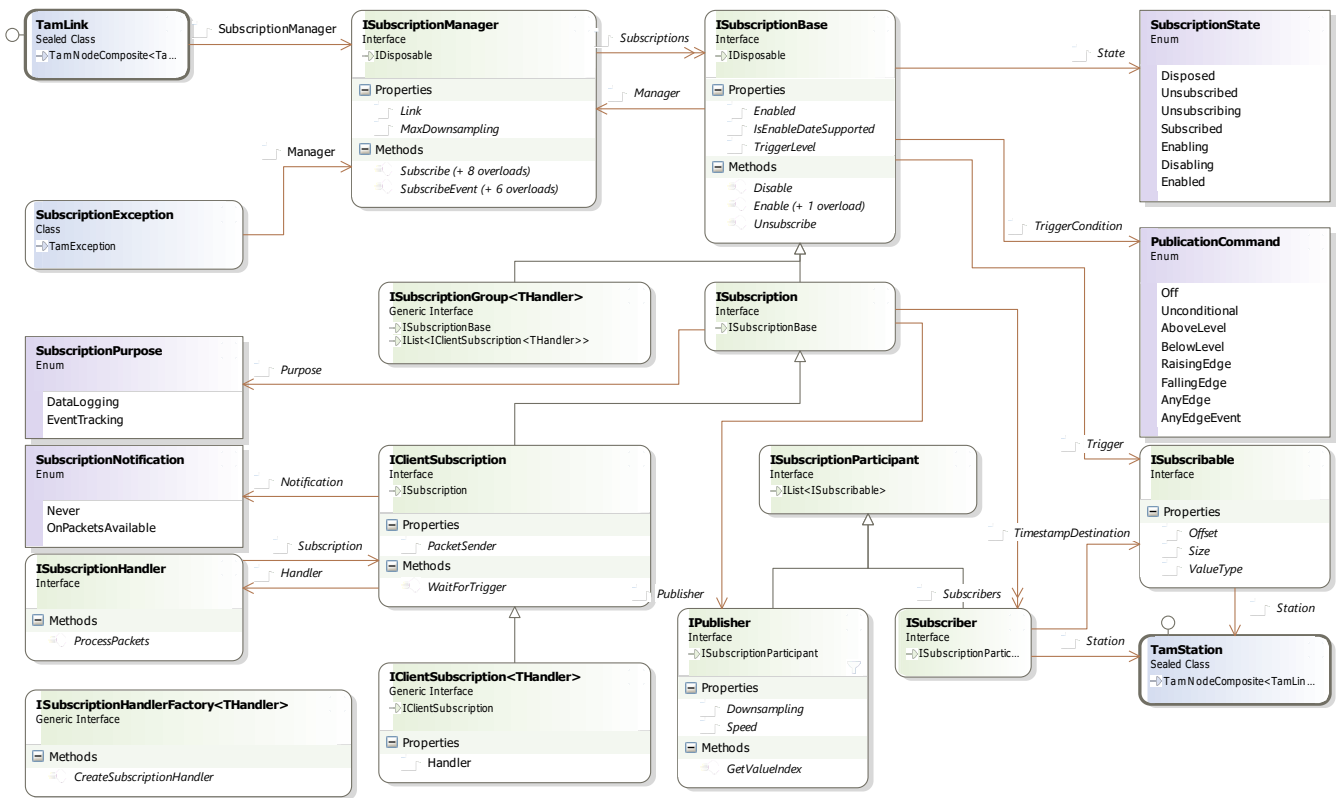 TamLink
Sealed Class
TamNodeComposite<Ta...
SubscriptionManager
ISubscriptionManager
Interface
IDisposable
Properties
Link
MaxDownsampling
Methods
Subscribe (+ 8 overloads)
SubscribeEvent (+ 6 overloads)
Subscriptions
Manager
ISubscriptionBase
Interface
IDisposable
Properties
Enabled
IsEnableDateSupported
TriggerLevel
Methods
Disable
Enable (+ 1 overload)
Unsubscribe
State
SubscriptionState
Enum
Disposed
Unsubscribed
Unsubscribing
Subscribed
Enabling
Disabling
Enabled
Manager
SubscriptionException
Class
TamException
TriggerCondition
PublicationCommand
Enum
Off
Unconditional
AboveLevel
BelowLevel
RaisingEdge
FallingEdge
AnyEdge
AnyEdgeEvent
ISubscriptionGroup<THandler>
Generic Interface
ISubscriptionBase
IList<IClientSubscription<THandler>>
ISubscription
Interface
ISubscriptionBase
SubscriptionPurpose
Enum
DataLogging
EventTracking
Purpose
SubscriptionNotification
Enum
Never
OnPacketsAvailable
Notification
IClientSubscription
Interface
ISubscription
Properties
PacketSender
Methods
WaitForTrigger
ISubscriptionParticipant
Interface
IList<ISubscribable>
Trigger
ISubscribable
Interface
Properties
Offset
Size
ValueType
TimestampDestination
Subscription
Handler
ISubscriptionHandler
Interface
Methods
ProcessPackets
Publisher
Subscribers
Station
IPublisher
Interface
ISubscriptionParticipant
Properties
Downsampling
Speed
Methods
GetValueIndex
ISubscriber
Interface
ISubscriptionPartic...
Station
TamStation
Sealed Class
TamNodeComposite<TamLin...
IClientSubscription<THandler>
Generic Interface
IClientSubscription
Properties
Handler
ISubscriptionHandlerFactory<THandler>
Generic Interface
Methods
CreateSubscriptionHandler